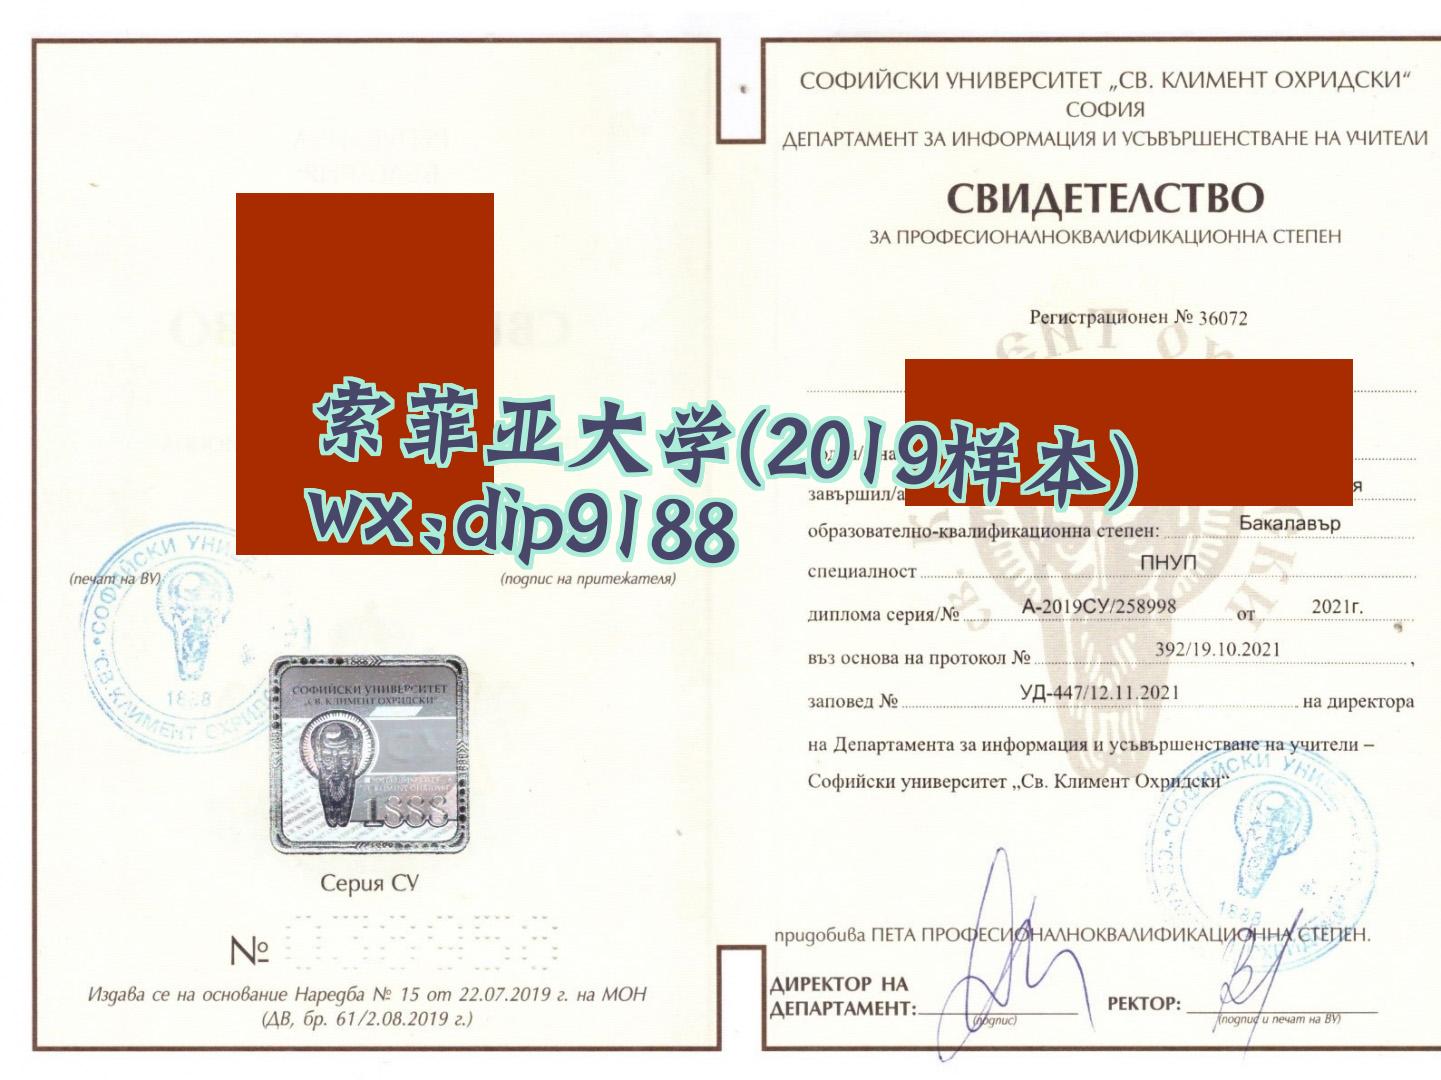 (печат на ВУ)
(подпис на притежателя)
СОФИЙСКИ УНИВЕРСИТЕТ
„СВ. КЛИМЕНТ ОХРИДСКИ“
1888
Серия СУ
№
Издава се на основание Наредба № 15 от 22.07.2019 г. на МОН
(ДВ, бр. 61/2.08.2019 г.)
СОФИЙСКИ УНИВЕРСИТЕТ „СВ. КЛИМЕНТ ОХРИДСКИ“
СОФИЯ
ДЕПАРТАМЕНТ ЗА ИНФОРМАЦИЯ И УСЪВЪРШЕНСТВАНЕ НА УЧИТЕЛИ
СВИДЕТЕЛСТВО
ЗА ПРОФЕСИОНАЛНОКВАЛИФИКАЦИОННА СТЕПЕН
Регистрационен № 36072
索菲亚大学(2019样本)
wx:dip9188
завършил/а
образователно-квалификационна степен: Бакалавър
специалност ПНУП
диплома серия/№ А-2019СУ/258998 от 2021г.
въз основа на протокол № 392/19.10.2021,
заповед № УД-447/12.11.2021 на директора
на Департамента за информация и усъвършенстване на учители –
Софийски университет „Св. Климент Охридски“
придобива ПЕТА ПРОФЕСИОНАЛНОКВАЛИФИКАЦИОННА СТЕПЕН.
ДИРЕКТОР НА
ДЕПАРТАМЕНТ:
(подпис)
РЕКТОР:
(подпис и печат на ВУ)